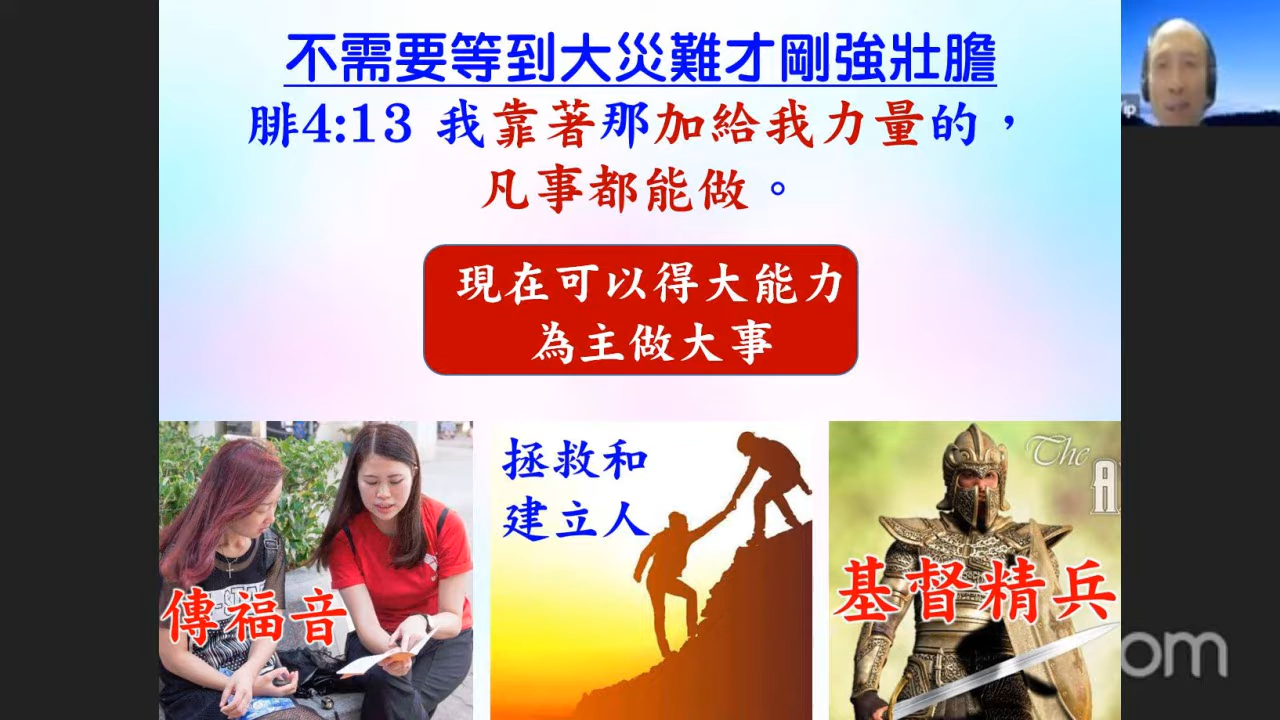 不需要等到大災難才剛強壯膽
腓4:13 我靠著那加給我力量的，
凡事都能做。
現在可以得大能力
為主做大事
傳福音
拯救和
建立人
The
A
基督精兵
om